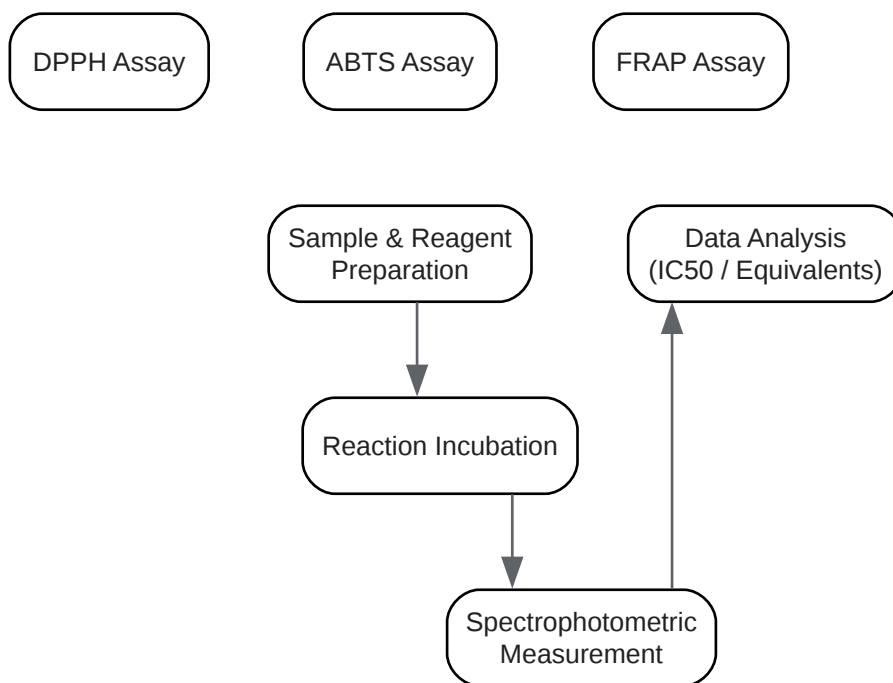 DPPH Assay
ABTS Assay
FRAP Assay
Sample & Reagent
Preparation
Data Analysis
(IC50 / Equivalents)
Reaction Incubation
Spectrophotometric
Measurement